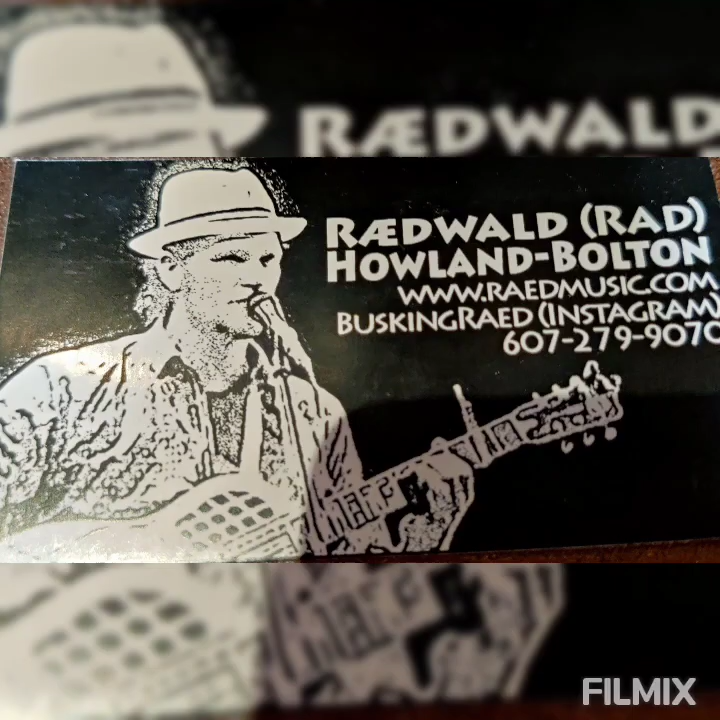 RÆDWALD
RÆDWALD (RAD)
HOWLAND-BOLTON
WWW.RAEDMUSIC.COM
BUSKINGRAED (INSTAGRAM)
607-279-9070
FILMIX